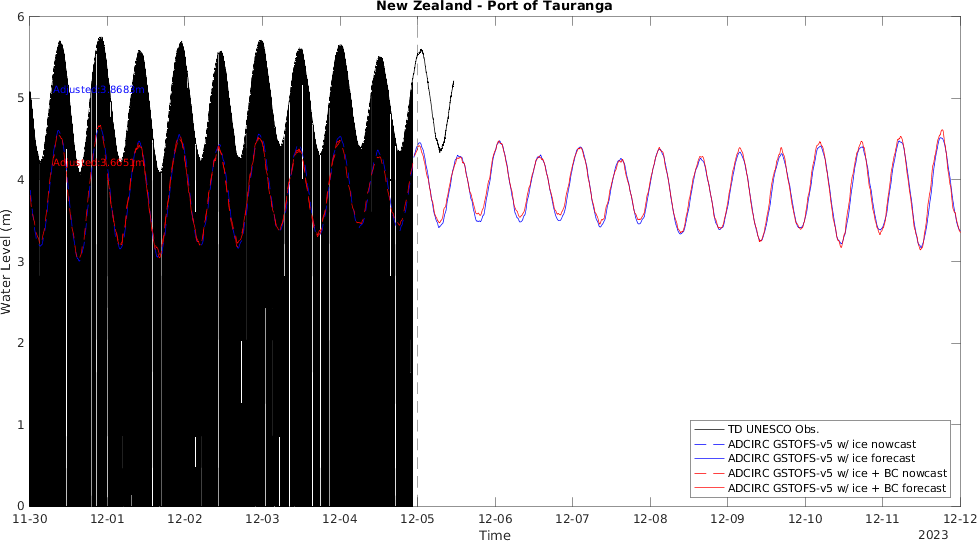 New Zealand - Port of Tauranga
6
5
4
3
2
1
0
Water Level (m)
Adjusted:3.8683m
TD UNESCO Obs.
ADCIRC GSTOFS-v5 w/ ice nowcast
ADCIRC GSTOFS-v5 w/ ice forecast
ADCIRC GSTOFS-v5 w/ ice + BC nowcast
ADCIRC GSTOFS-v5 w/ ice + BC forecast
11-30 12-01 12-02 12-03 12-04 12-05 12-06 12-07 12-08 12-09 12-10 12-11 12-12
Time
2023